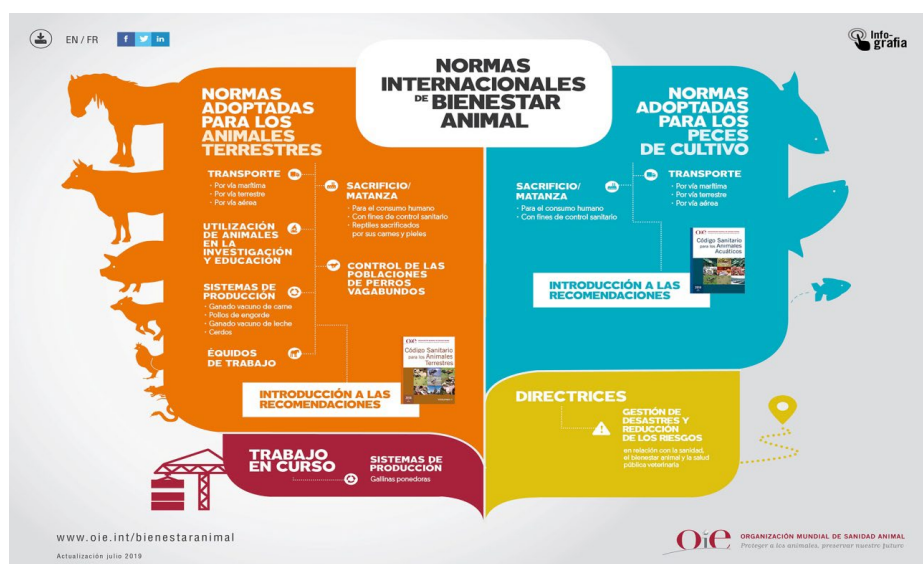 EN / FR
f
in
Info-
grafia
NORMAS
INTERNACIONALES
DE BIENESTAR
ANIMAL
NORMAS
ADOPTADAS
PARA LOS
ANIMALES
TERRESTRES
TRANSPORTE
· Por vía marítima
· Por vía terrestre
· Por vía aérea
UTILIZACIÓN
DE ANIMALES
EN LA
INVESTIGACIÓN
Y EDUCACIÓN
SISTEMAS DE
PRODUCCIÓN
· Ganado vacuno de carne
· Pollos de engorde
· Ganado vacuno de leche
· Cerdos
ÉQUIDOS
DE TRABAJO
SACRIFICIO/
MATANZA
· Para el consumo humano
· Con fines de control sanitario
· Reptiles sacrificados
por sus carnes y pieles
CONTROL DE LAS
POBLACIONES
DE PERROS
VAGABUNDOS
Oie
Código Sanitario
para los Animales
Terrestres
INTRODUCCIÓN A LAS
RECOMENDACIONES
NORMAS
ADOPTADAS
PARA LOS
PECES
DE CULTIVO
SACRIFICIO/
MATANZA
· Para el consumo humano
· Con fines de control sanitario
TRANSPORTE
· Por vía marítima
· Por vía terrestre
· Por vía aérea
Oie
Código Sanitario
para los Animales
Acuáticos
INTRODUCCIÓN A LAS
RECOMENDACIONES
TRABAJO
EN CURSO
SISTEMAS DE
PRODUCCIÓN
Gallinas ponedoras
DIRECTRICES
GESTIÓN DE
DESASTRES Y
REDUCCIÓN
DE LOS RIESGOS
en relación con la sanidad,
el bienestar animal y la salud
pública veterinaria
www.oie.int/bienestaranimal
Actualización julio 2018
Oie
ORGANIZACIÓN MUNDIAL DE SANIDAD ANIMAL
Proteger a los animales, preservar nuestro futuro